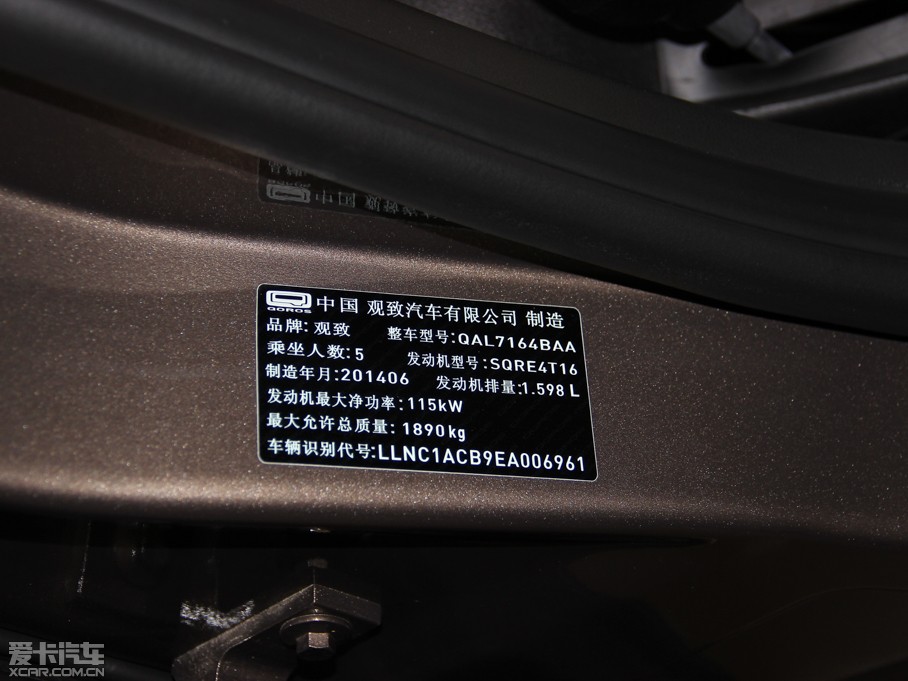 QOROS 中国 观致汽车有限公司 制造
品牌: 观致 整车型号:QAL7164BAA
乘坐人数:5 发动机型号:SQRE4T16
制造年月:201406 发动机排量:1.598 L
发动机最大净功率:115kW
最大允许总质量: 1890kg
车辆识别代号:LLNC1ACB9EA006961
爱卡汽车
XCAR.COM.CN